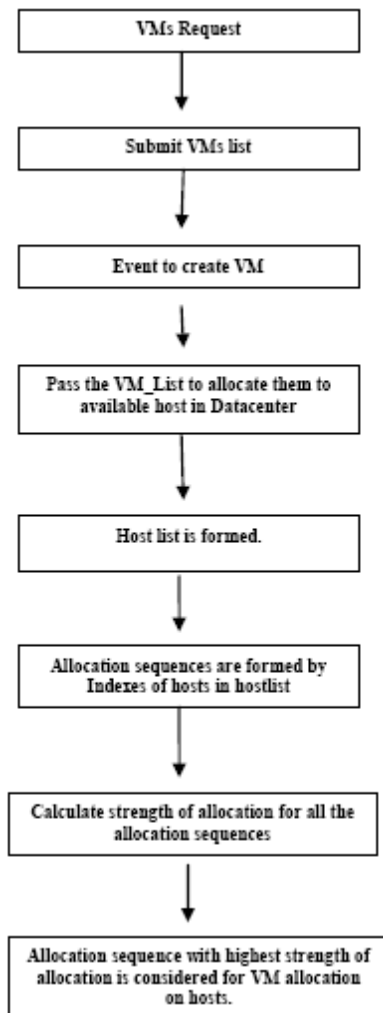 VMs Request
Submit VMs list
Event to create VM
Pass the VM_List to allocate them to
available host in Datacenter
Host list is formed.
Allocation sequences are formed by
Indexes of hosts in hostlist
Calculate strength of allocation for all the
allocation sequences
Allocation sequence with highest strength of
allocation is considered for VM allocation
on hosts.